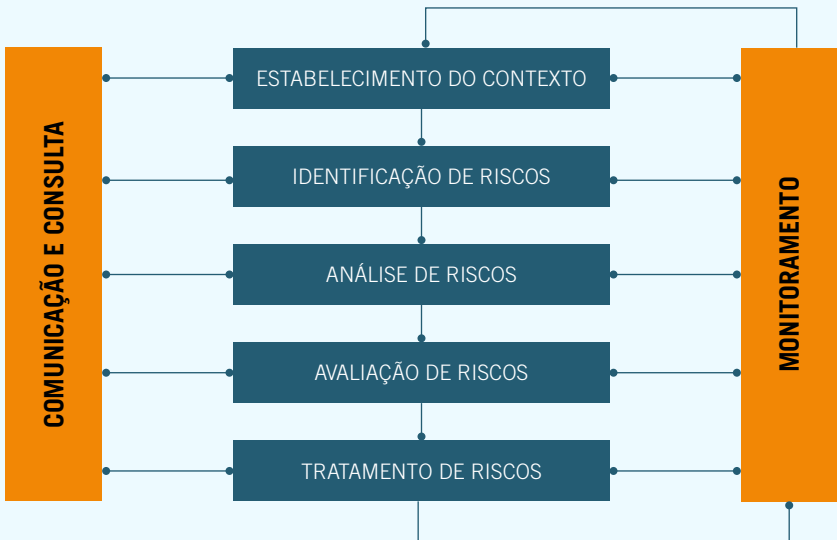 COMUNICAÇÃO E CONSULTA
ESTABELECIMENTO DO CONTEXTO
IDENTIFICAÇÃO DE RISCOS
ANÁLISE DE RISCOS
AVALIAÇÃO DE RISCOS
TRATAMENTO DE RISCOS
MONITORAMENTO